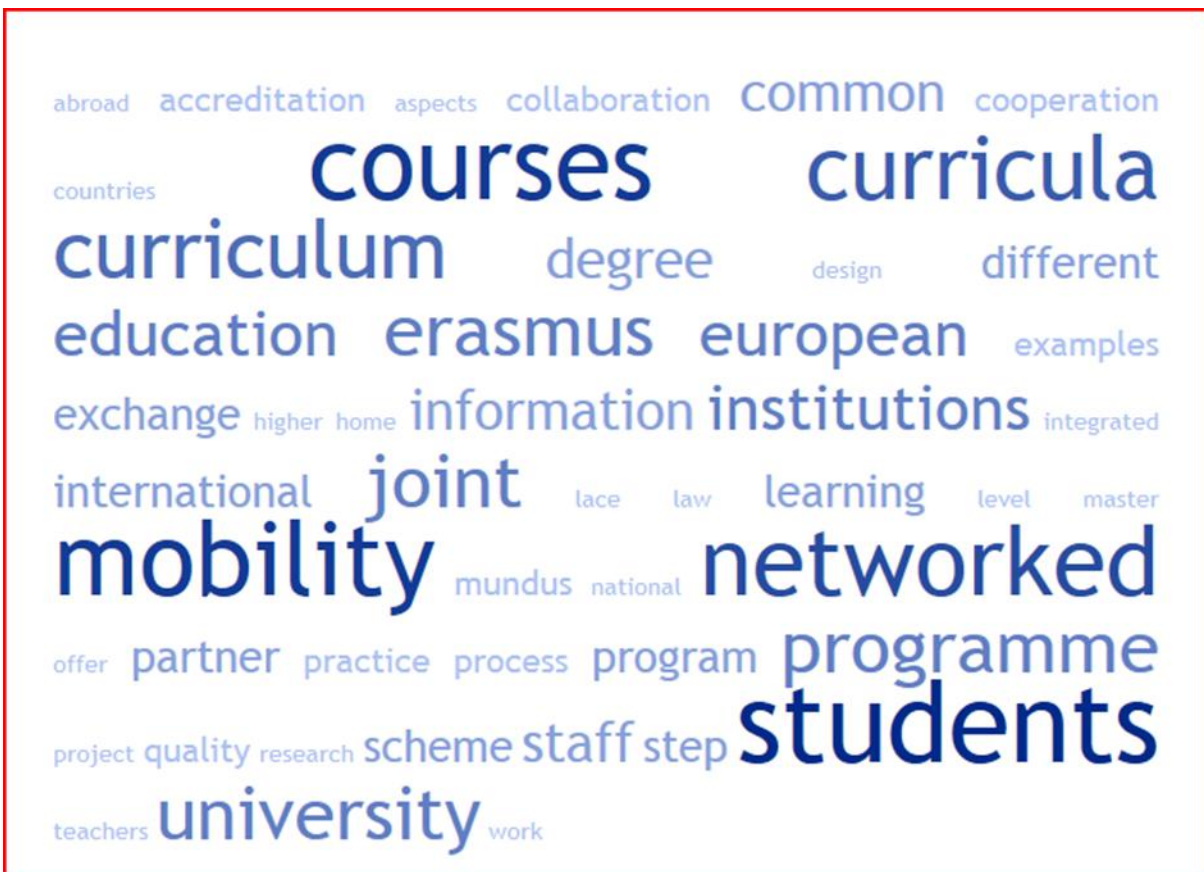 abroad accreditation aspects collaboration common cooperation
countries courses curricula
curriculum degree design different
education erasmus european examples
exchange higher home information institutions integrated
international joint lace law learning level master
mobility mundus national networked
offer partner practice process program programme
project quality research scheme staff step students
teachers university work